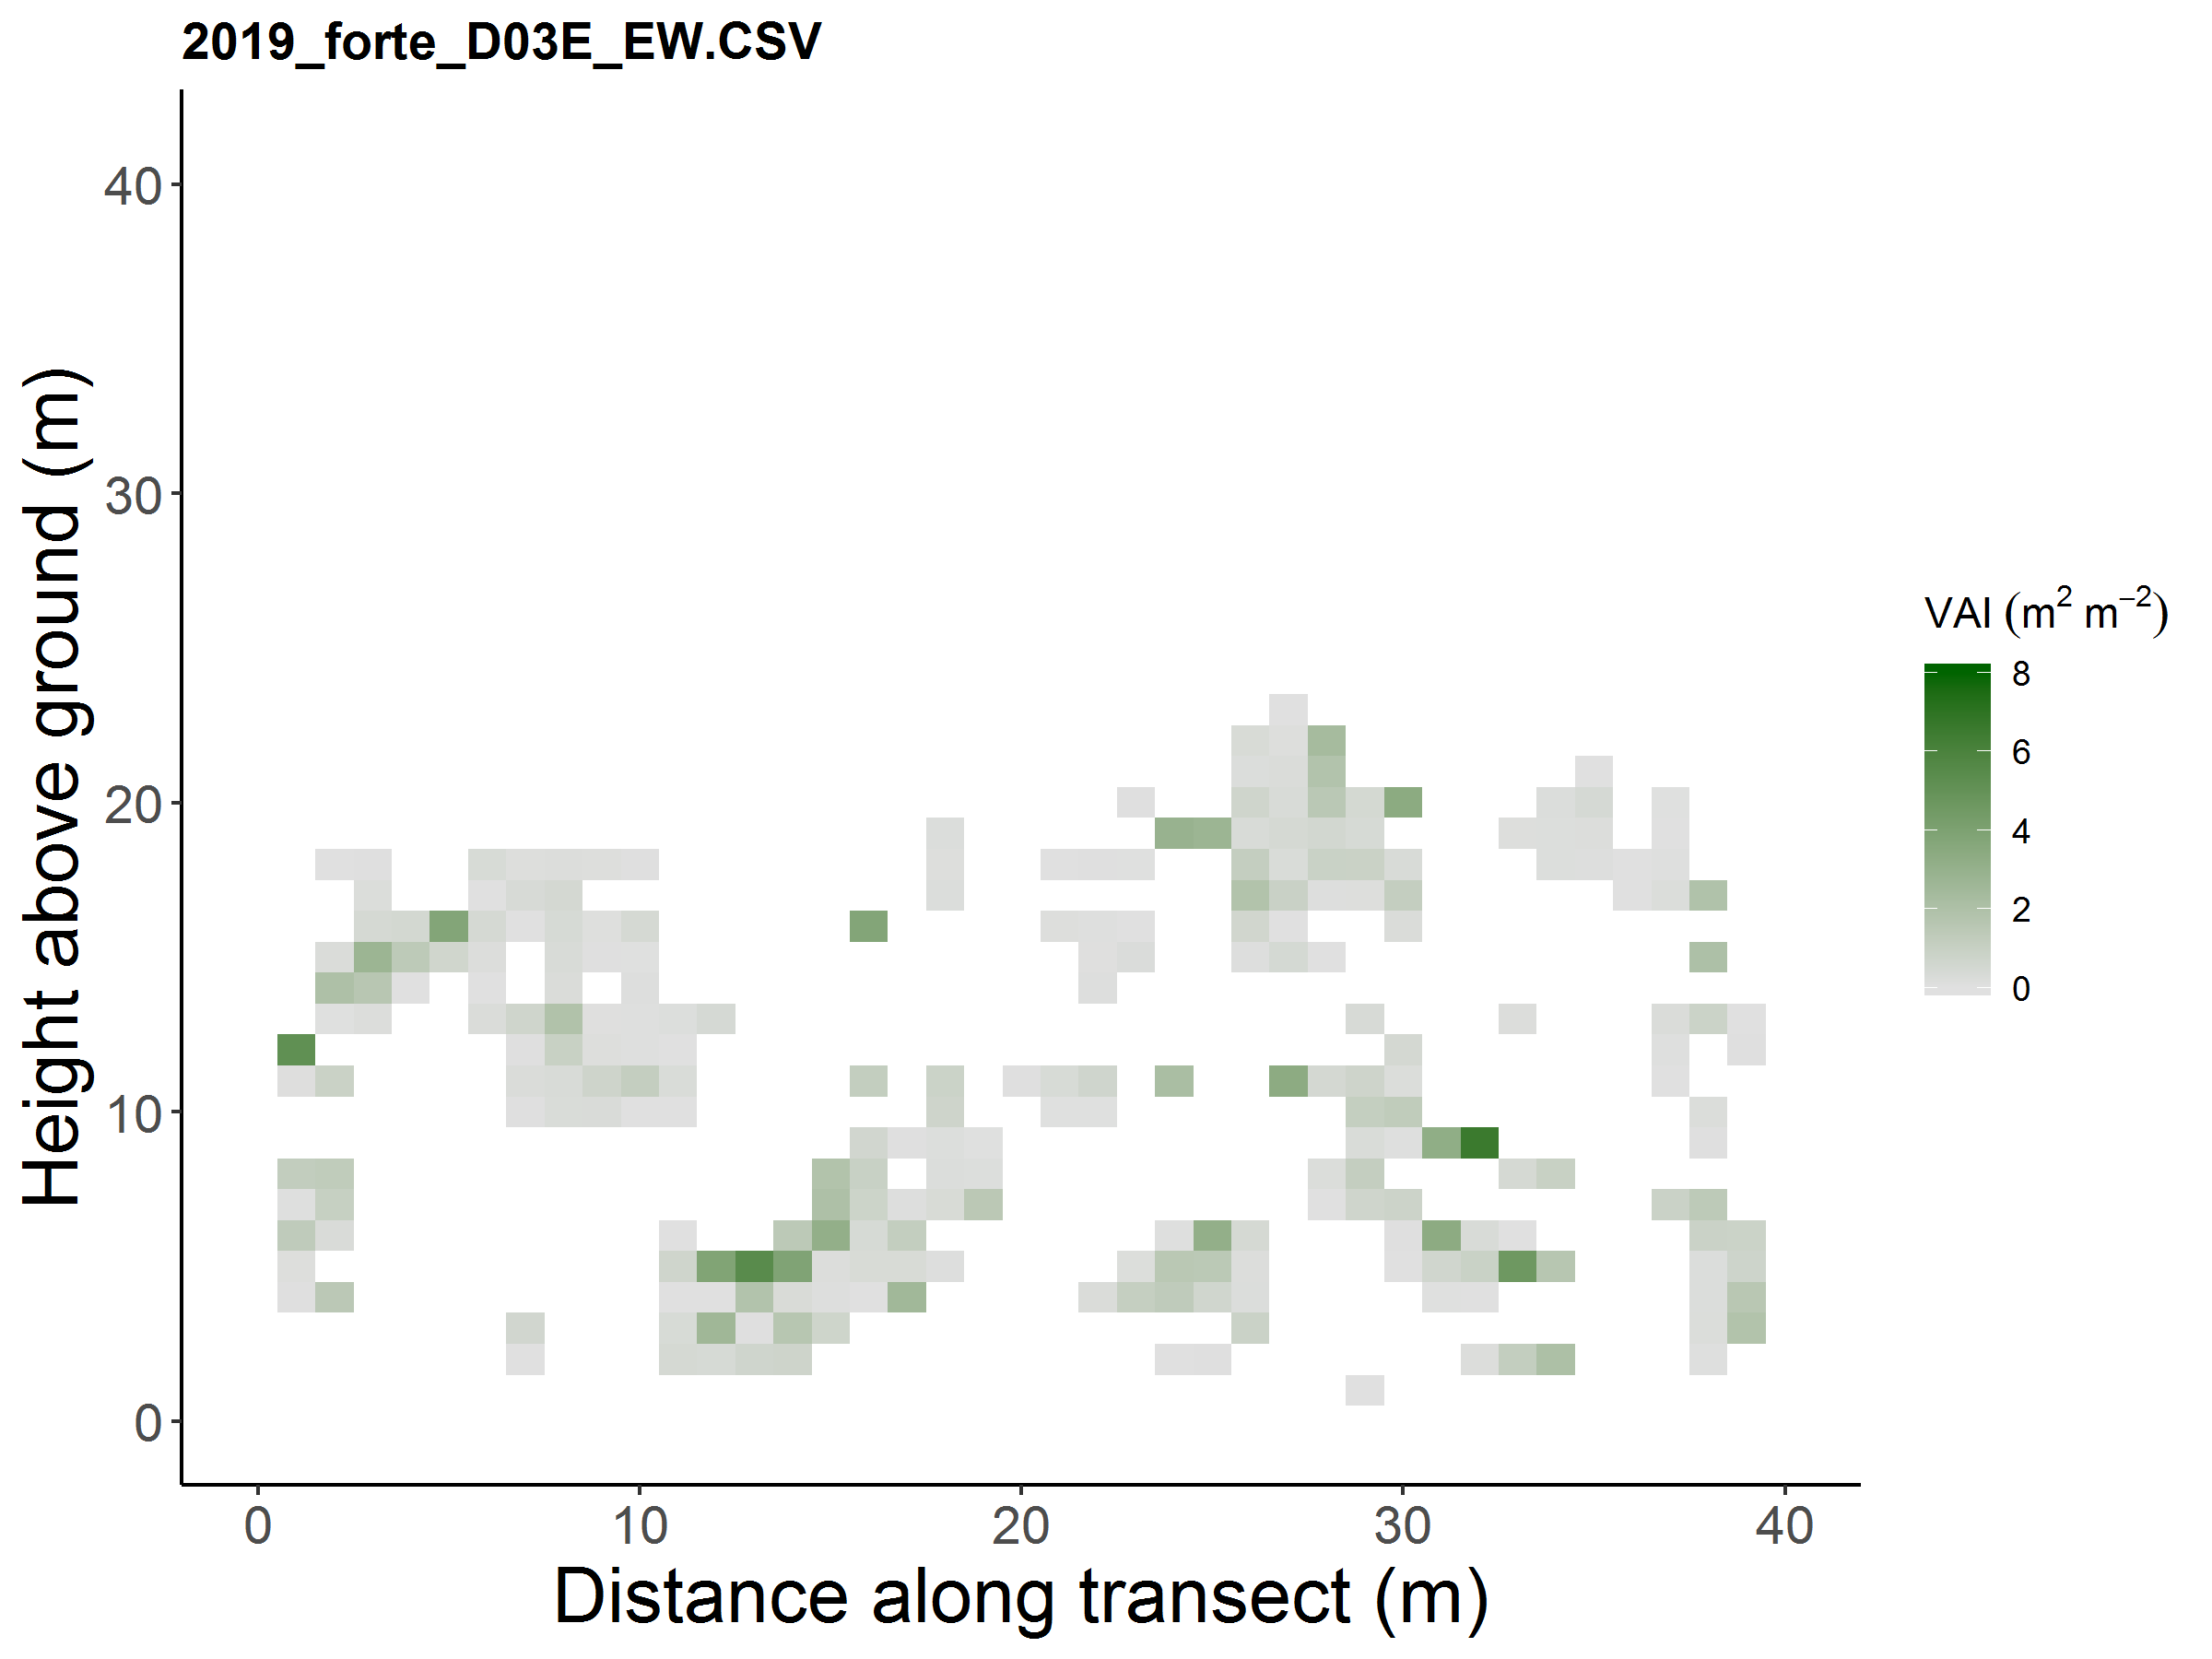 2019_forte_D03E_EW.CSV
Height above ground (m)
40
30
20
10
0
0 10 20 30 40
Distance along transect (m)
VAI (m² m⁻²)
8
6
4
2
0